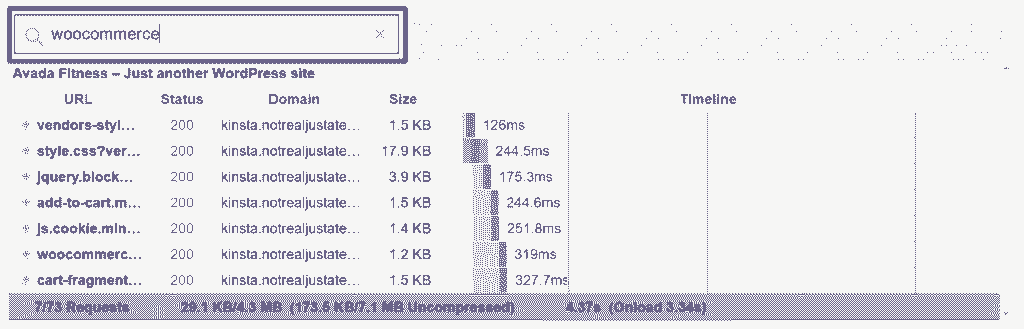 woocommerce
Avada Fitness – Just another WordPress site
URL Status Domain Size Timeline
vendors-styl... 200 kinsta.notrealjustate... 1.5 KB 126ms
style.css?ver... 200 kinsta.notrealjustate... 17.9 KB 244.5ms
jquery.block... 200 kinsta.notrealjustate... 3.9 KB 175.3ms
add-to-cart.m... 200 kinsta.notrealjustate... 1.5 KB 244.6ms
js.cookie.min... 200 kinsta.notrealjustate... 1.4 KB 251.8ms
woocommerc... 200 kinsta.notrealjustate... 1.2 KB 319ms
cart-fragment... 200 kinsta.notrealjustate... 1.5 KB 327.7ms
7/73 Requests 29.1 KB/4.3 MB (173.5 KB/7.1 MB Uncompressed) 4.37s (Onload 3.34s)